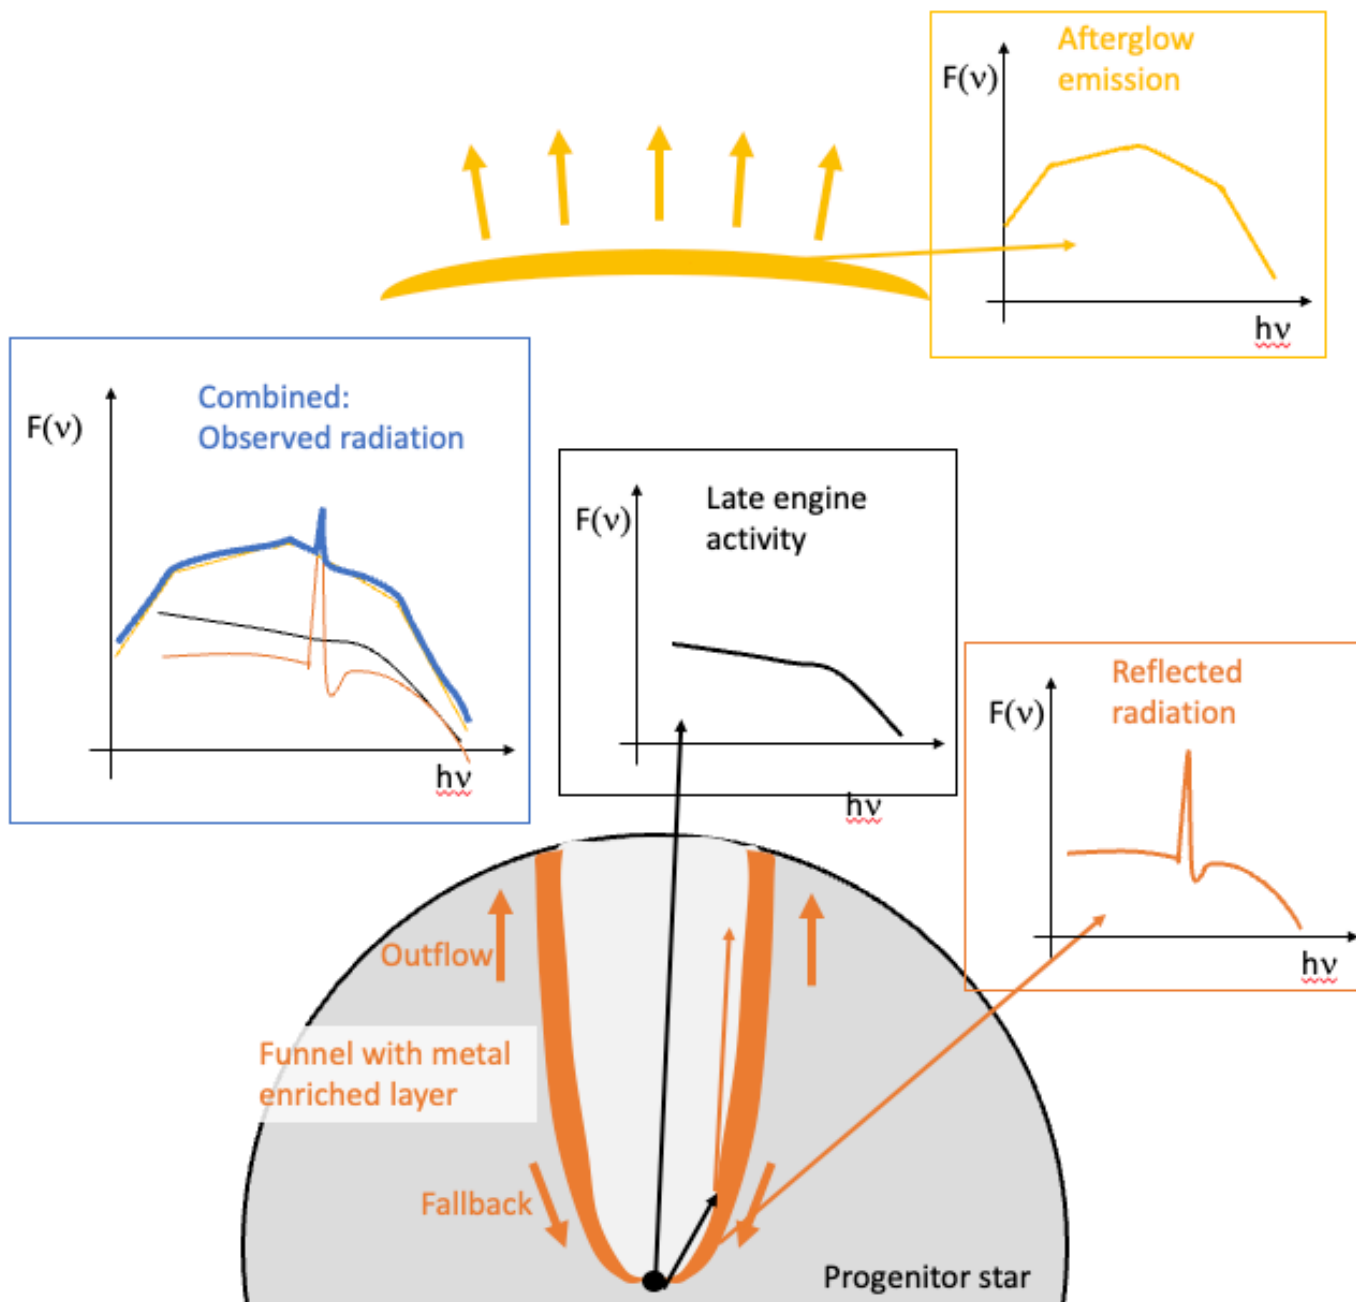 Afterglow
emission
F(ν)
hν
Combined:
Observed radiation
F(ν)
hν
Late engine
activity
F(ν)
hν
Reflected
radiation
F(ν)
hν
Outflow
Funnel with metal
enriched layer
Fallback
Progenitor star